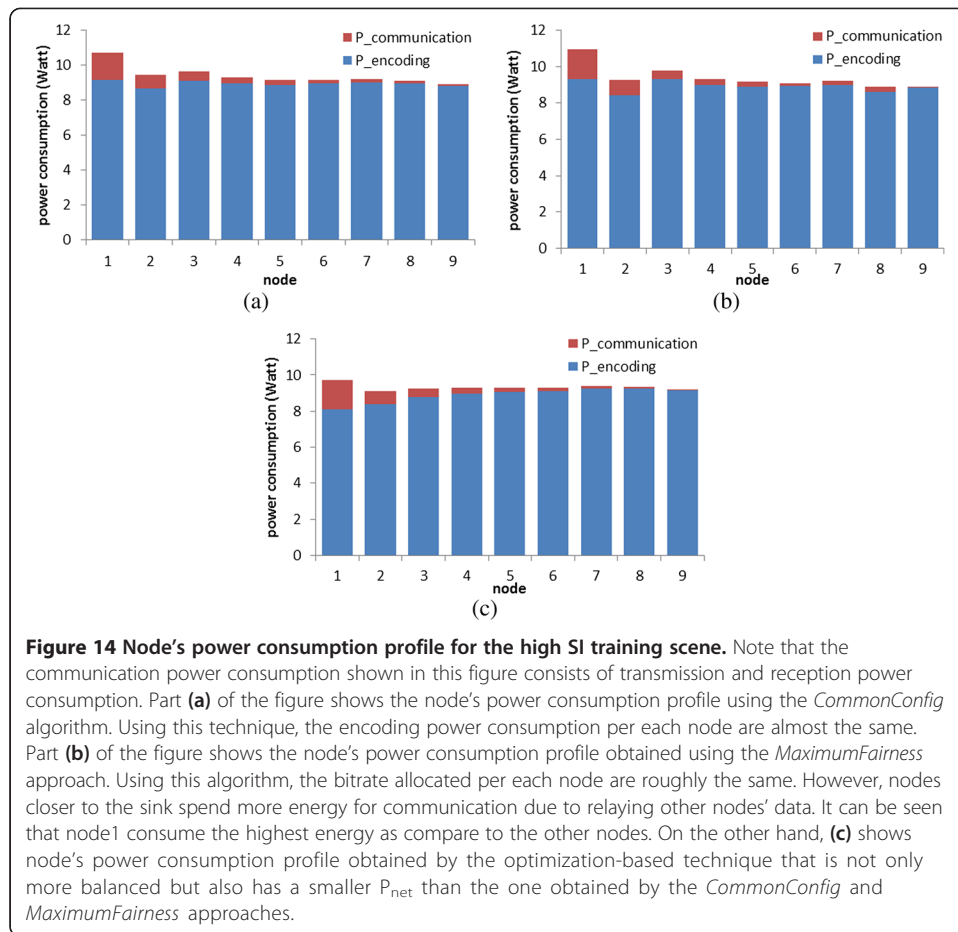 12
10
8
6
4
2
0
power consumption (Watt)
P_communication
P_encoding
1 2 3 4 5 6 7 8 9
node
(a)
12
10
8
6
4
2
0
power consumption (Watt)
P_communication
P_encoding
1 2 3 4 5 6 7 8 9
node
(b)
12
10
8
6
4
2
0
power consumption (Watt)
P_communication
P_encoding
1 2 3 4 5 6 7 8 9
node
(c)
Figure 14 Node's power consumption profile for the high SI training scene. Note that the
communication power consumption shown in this figure consists of transmission and reception power
consumption. Part (a) of the figure shows the node's power consumption profile using the CommonConfig
algorithm. Using this technique, the encoding power consumption per each node are almost the same.
Part (b) of the figure shows the node's power consumption profile obtained using the MaximumFairness
approach. Using this algorithm, the bitrate allocated per each node are roughly the same. However, nodes
closer to the sink spend more energy for communication due to relaying other nodes' data. It can be seen
that node1 consume the highest energy as compare to the other nodes. On the other hand, (c) shows
node's power consumption profile obtained by the optimization-based technique that is not only
more balanced but also has a smaller Pnet than the one obtained by the CommonConfig and
MaximumFairness approaches.